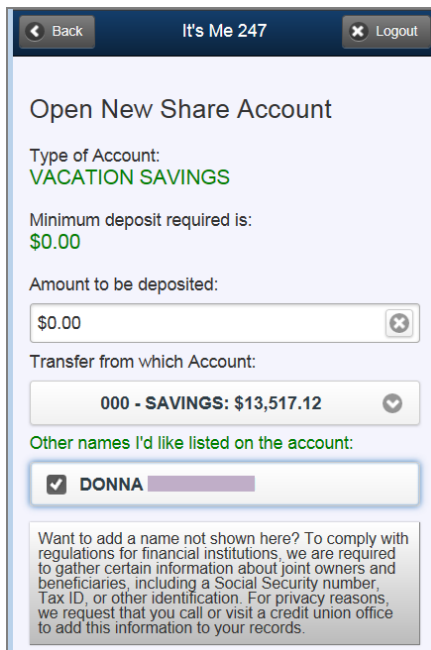 Back It's Me 247 Logout
Open New Share Account
Type of Account:
VACATION SAVINGS
Minimum deposit required is:
$0.00
Amount to be deposited:
$0.00
Transfer from which Account:
000 - SAVINGS: $13,517.12
Other names I'd like listed on the account:
DONNA
Want to add a name not shown here? To comply with
regulations for financial institutions, we are required
to gather certain information about joint owners and
beneficiaries, including a Social Security number,
Tax ID, or other identification. For privacy reasons,
we request that you call or visit a credit union office
to add this information to your records.